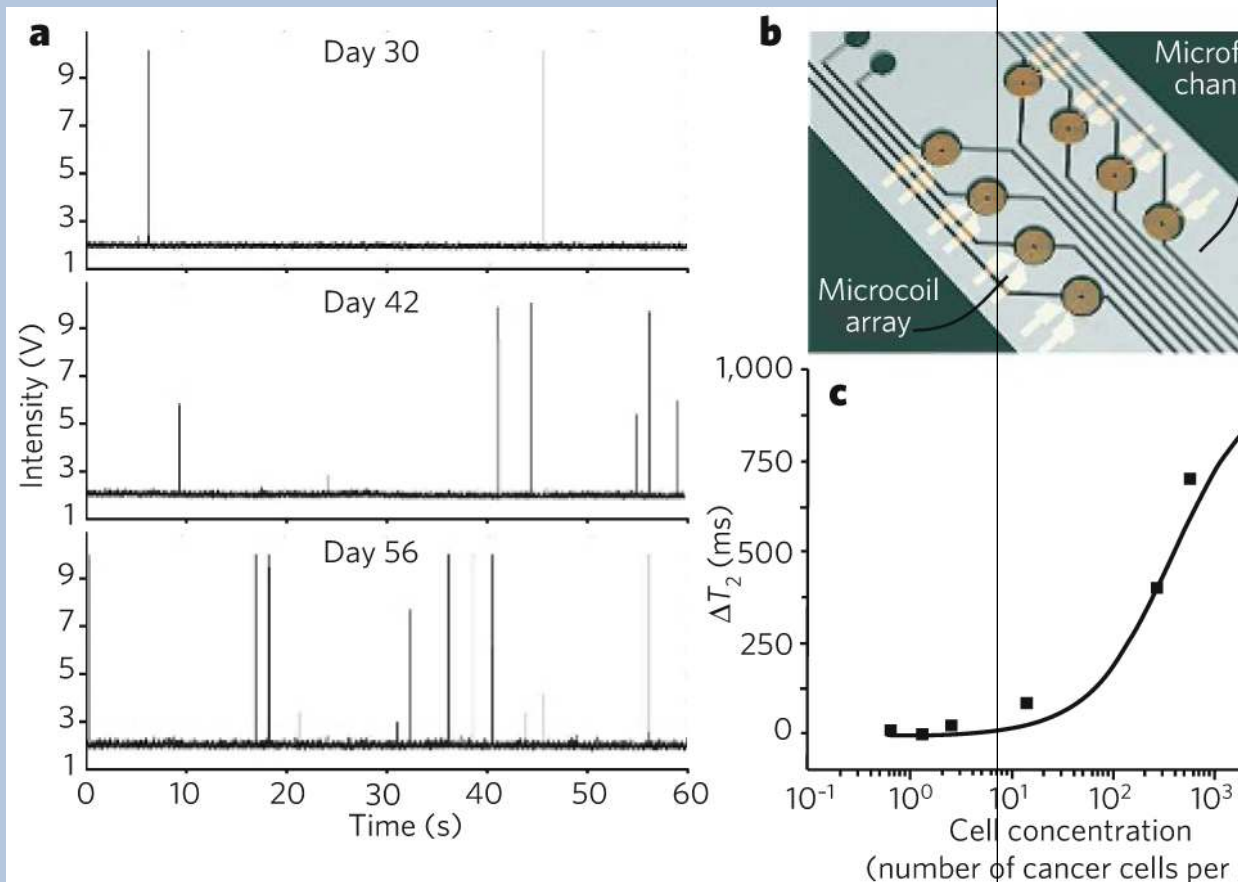 a
Day 30
9
7
5
3
1
Day 42
9
7
5
3
1
Day 56
9
7
5
3
1
Intensity (V)
0 10 20 30 40 50 60
Time (s)
b
Microf
chan
Microcoil
array
c
1,000
750
500
250
0
ΔT₂ (ms)
10⁻¹ 10⁰ 10¹ 10² 10³
Cell concentration
(number of cancer cells per